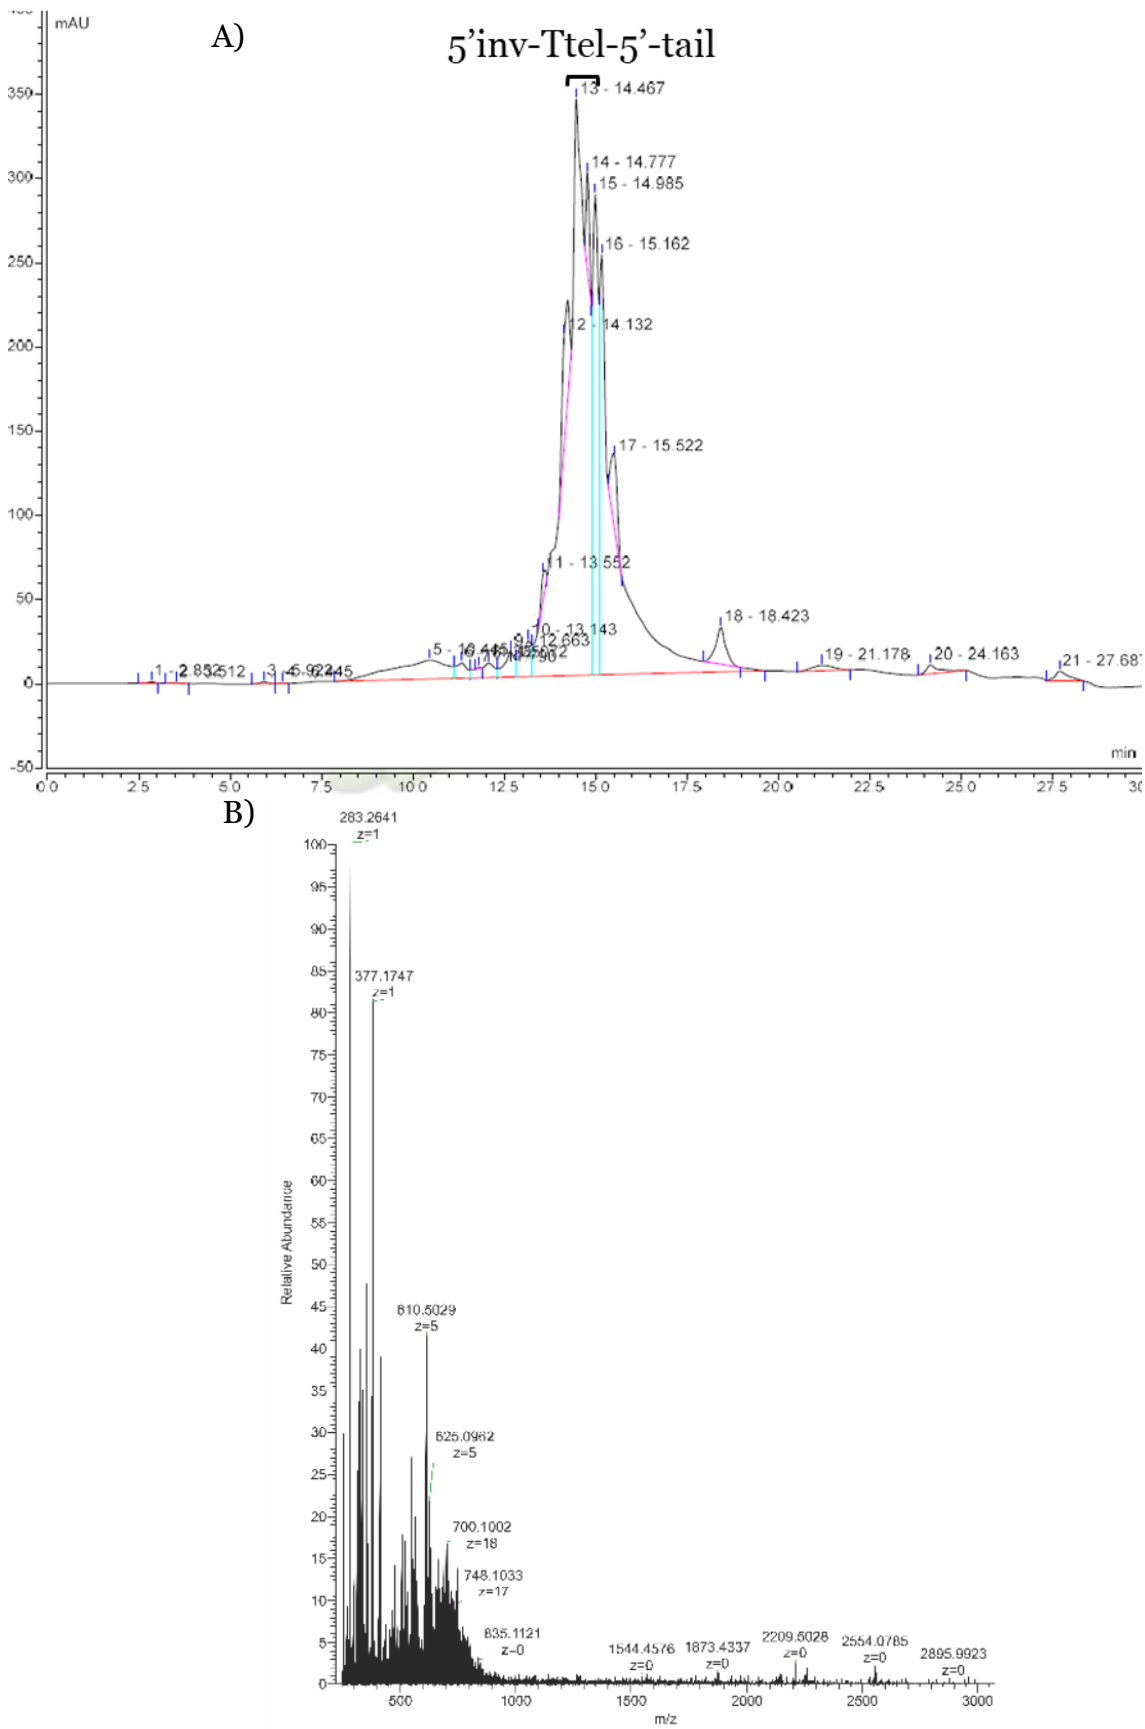 mAU
A)
5’inv-Ttel-5’-tail
13 - 14.467
350
14 - 14.777
300
15 - 14.985
16 - 15.162
250
12 - 14.132
200
17 - 15.522
150
100
11 - 13.552
50
18 - 18.423
10 - 13.143
19 - 21.178
20 - 24.163
21 - 27.687
0
min
-50
0.0 2.5 5.0 7.5 10.0 12.5 15.0 17.5 20.0 22.5 25.0 27.5
B)
283.2641
z=1
100
95
90
85
377.1747
z=1
80
75
70
65
60
55
50
Relative Abundance
45
610.5029
z=5
40
35
30
625.0962
z=5
25
20
700.1002
z=18
15
748.1033
z=17
10
835.1121
z=0
5
1544.4576
z=0
1873.4337
z=0
2209.5028
z=0
2554.0785
z=0
2895.9923
z=0
0
500 1000 1500 2000 2500 3000
m/z